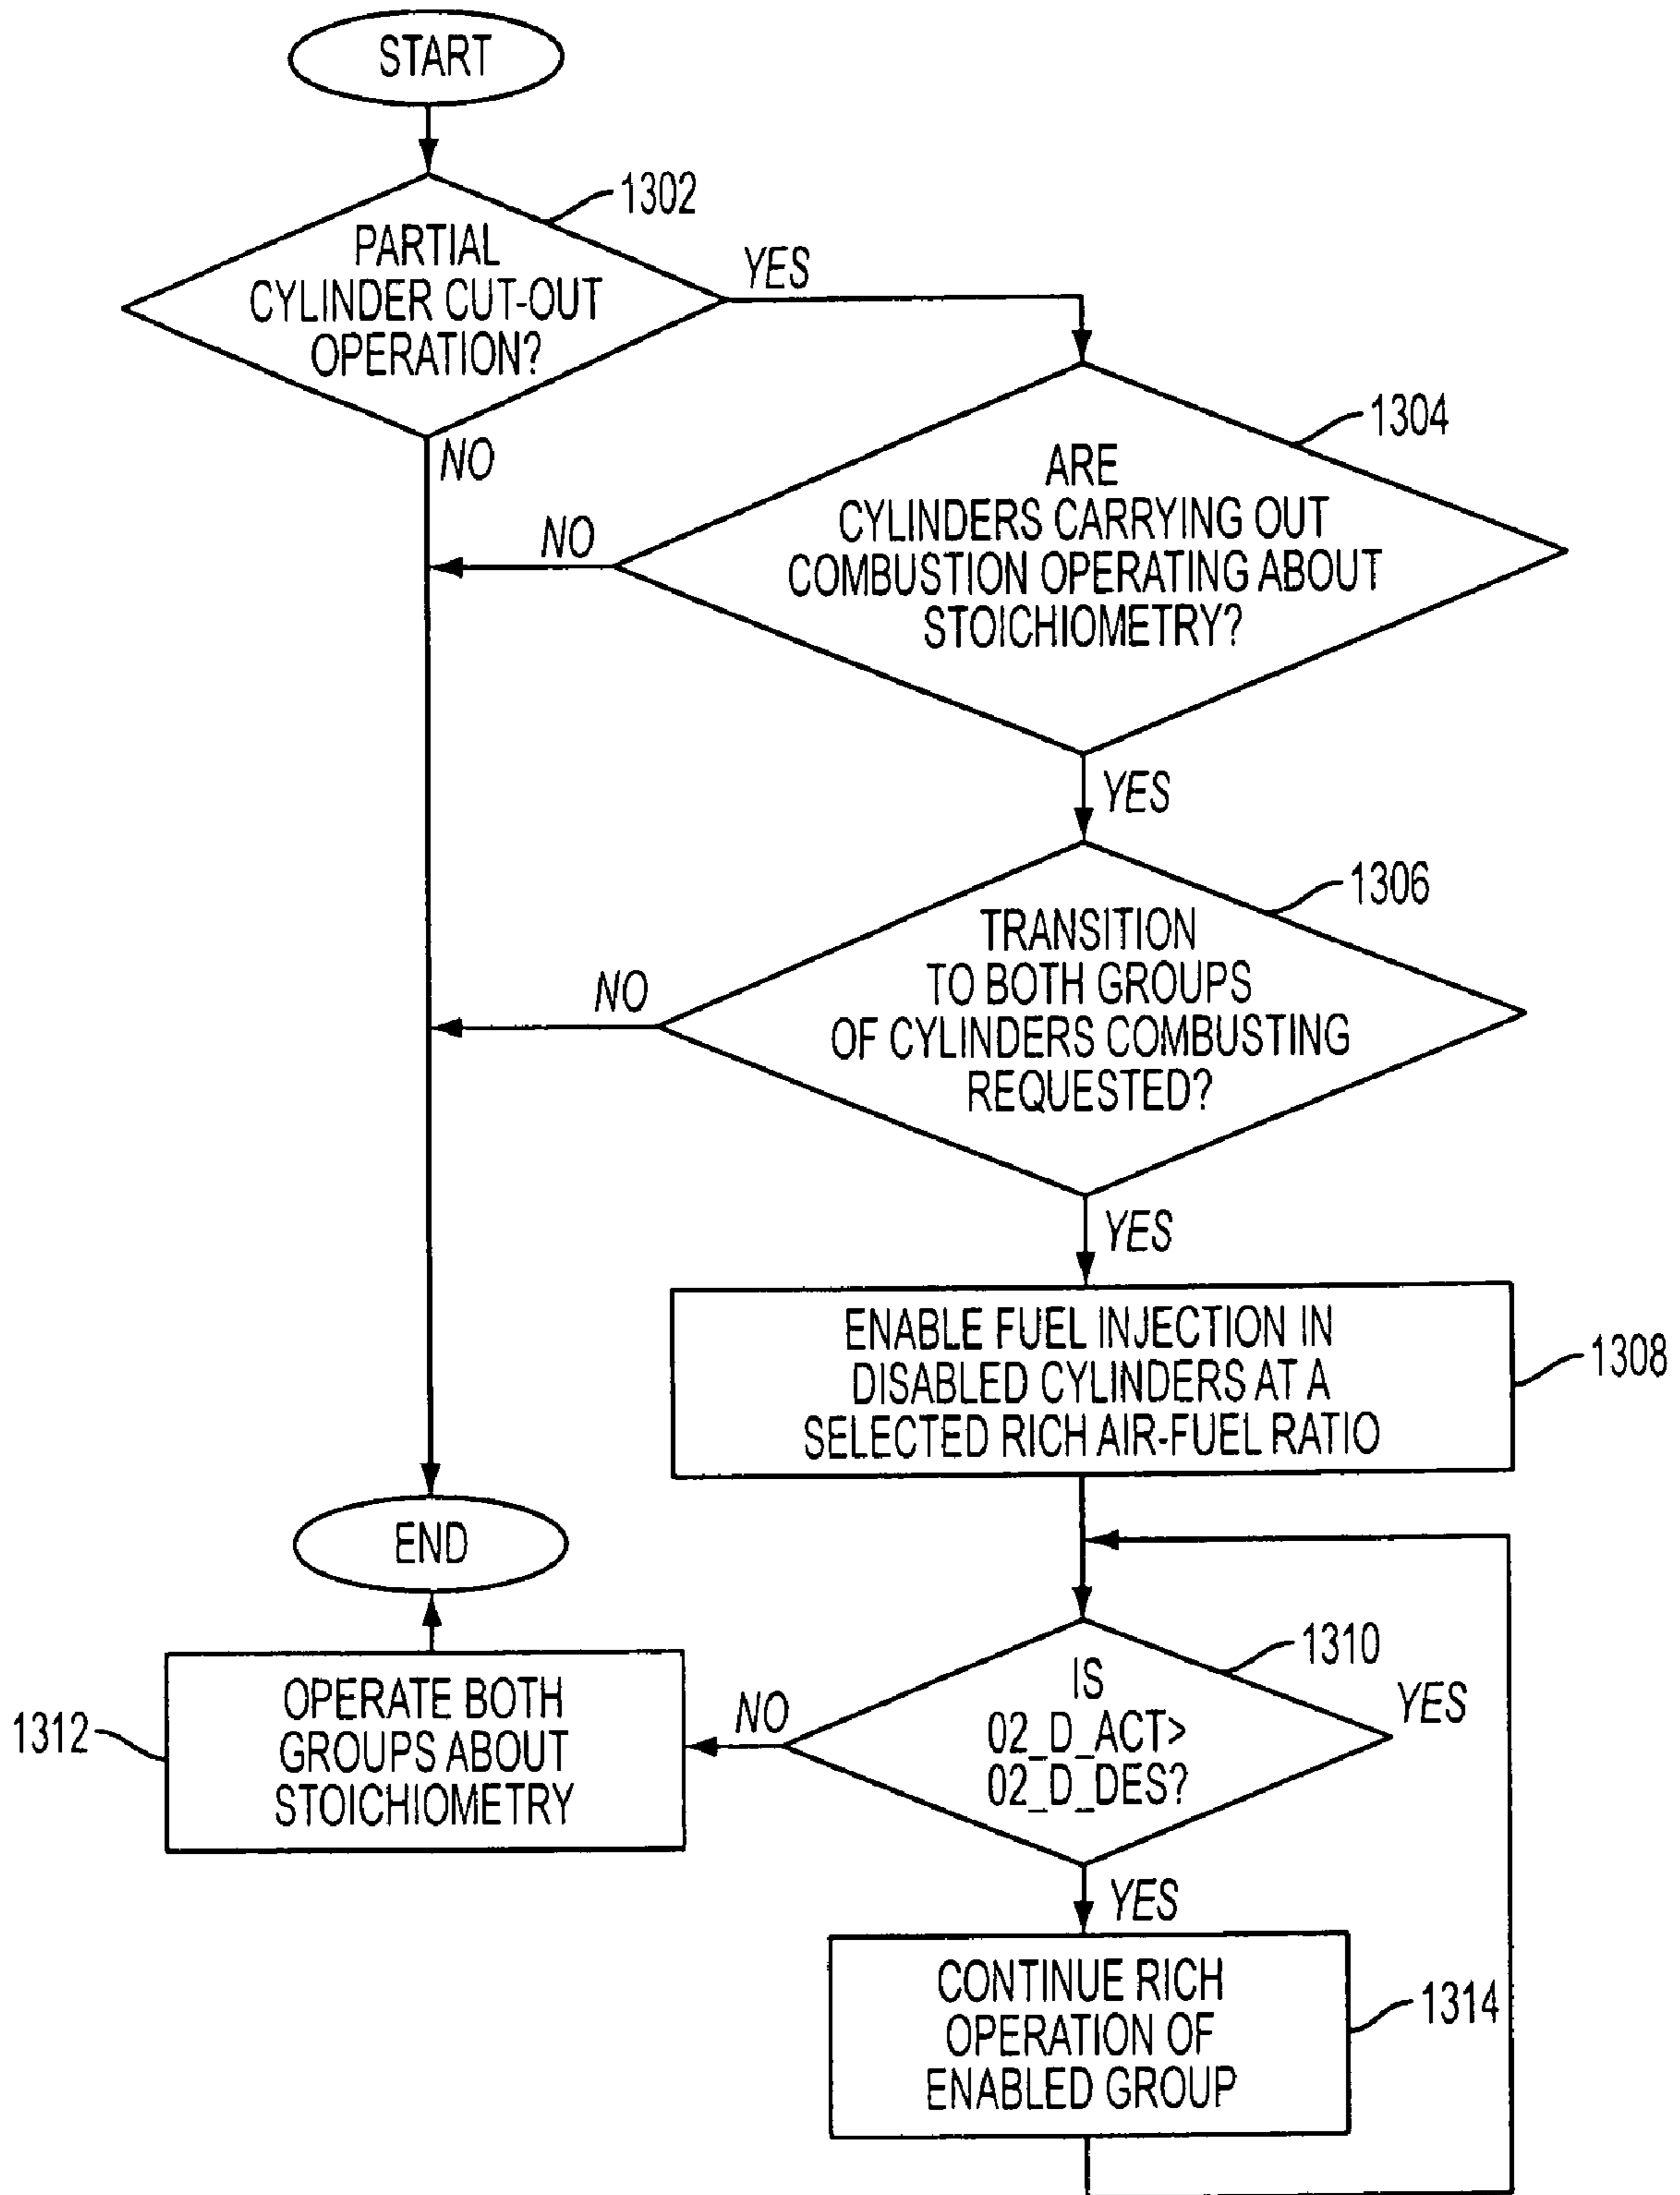 START
1302
PARTIAL
CYLINDER CUT-OUT
OPERATION?
YES
NO
1304
ARE
CYLINDERS CARRYING OUT
COMBUSTION OPERATING ABOUT
STOICHIOMETRY?
NO
YES
1306
TRANSITION
TO BOTH GROUPS
OF CYLINDERS COMBUSTING
REQUESTED?
NO
YES
ENABLE FUEL INJECTION IN
DISABLED CYLINDERS AT A
SELECTED RICH AIR-FUEL RATIO
1308
END
1310
IS
02_D_ACT>
02_D_DES?
YES
NO
1312
OPERATE BOTH
GROUPS ABOUT
STOICHIOMETRY
YES
CONTINUE RICH
OPERATION OF
ENABLED GROUP
1314